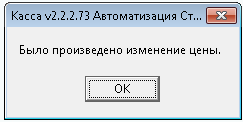 Касса v2.2.2.73 Автоматизация Ст...
Было произведено изменение цены.
OK